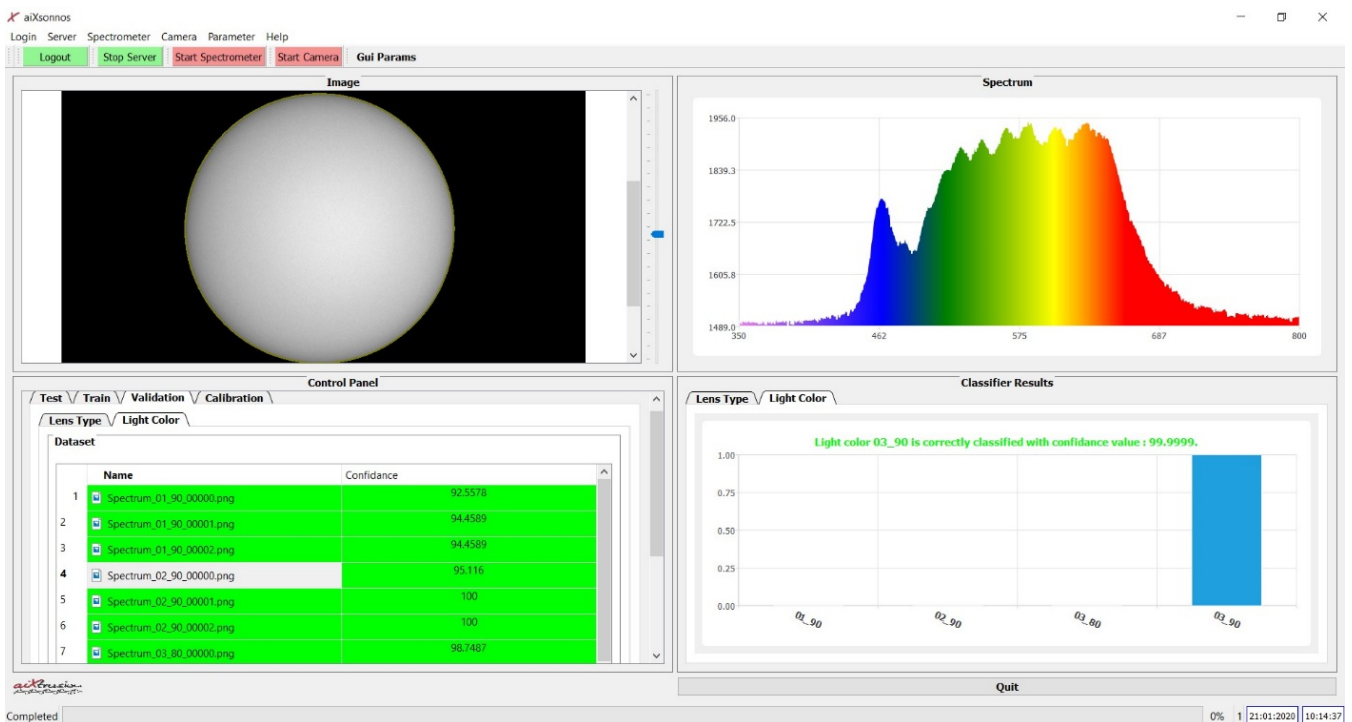 aiXsonnos
Login Server Spectrometer Camera Parameter Help
Logout Stop Server Start Spectrometer Start Camera Gui Params
Image
Spectrum
1956.0
1839.3
1722.5
1605.8
1489.0
350 462 575 687 800
Control Panel
Test Train Validation Calibration
Lens Type Light Color
Dataset
Name Confidance
1 Spectrum_01_90_00000.png 92.5578
2 Spectrum_01_90_00001.png 94.4589
3 Spectrum_01_90_00002.png 94.4589
4 Spectrum_02_90_00000.png 95.116
5 Spectrum_02_90_00001.png 100
6 Spectrum_02_90_00002.png 100
7 Spectrum_03_80_00000.png 98.7487
Classifier Results
Lens Type Light Color
Light color 03_90 is correctly classified with confidance value : 99.9999.
1.00
0.75
0.50
0.25
0.00
01_90 02_90 03_80 03_90
Quit
Completed 0% 1 21:01:2020 10:14:37